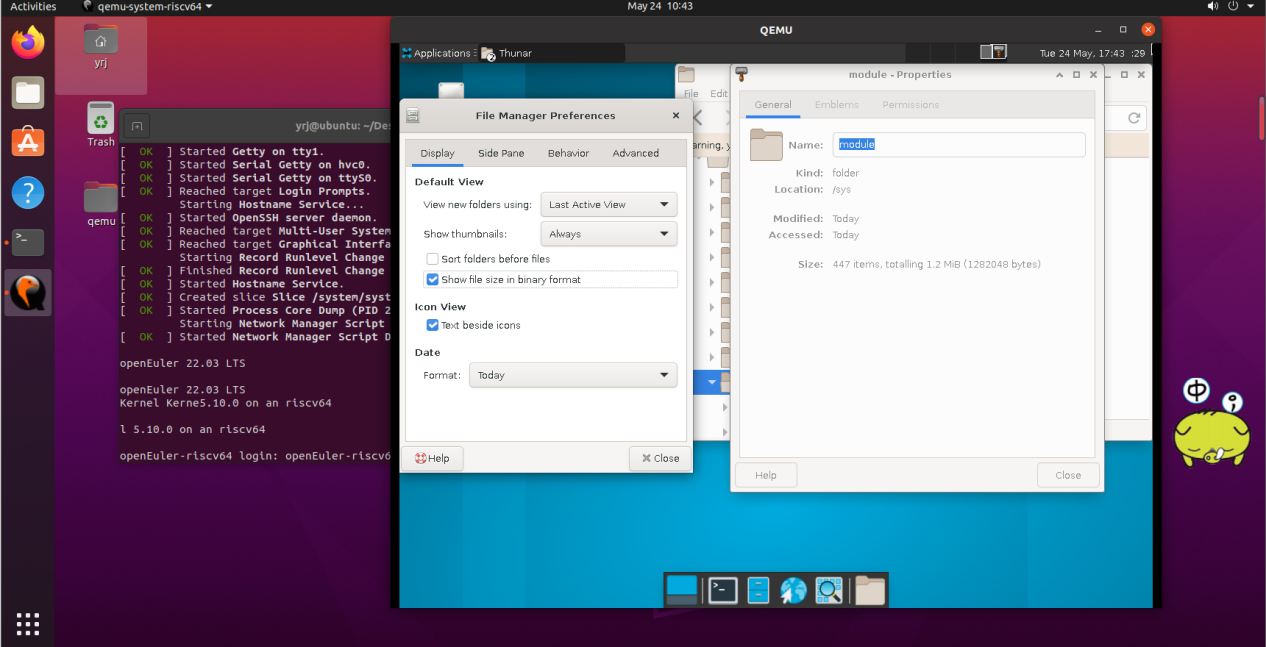 Activities
qemu-system-riscv64
May 24 10:43
yrj
Trash
qemu
yrj@ubuntu: ~/Des
[ OK ] Started Getty on tty1.
[ OK ] Started Serial Getty on hvc0.
[ OK ] Started Serial Getty on ttyS0.
[ OK ] Reached target Login Prompts.
Starting Hostname Service...
[ OK ] Started OpenSSH server daemon.
[ OK ] Reached target Multi-User System
[ OK ] Reached target Graphical Interfa
Starting Record Runlevel Change
[ OK ] Finished Record Runlevel Change
[ OK ] Started Hostname Service.
[ OK ] Created slice Slice /system/syst
[ OK ] Started Process Core Dump (PID 2
Starting Network Manager Script
[ OK ] Started Network Manager Script D
openEuler 22.03 LTS
openEuler 22.03 LTS
Kernel Kerne5.10.0 on an riscv64
l 5.10.0 on an riscv64
openEuler-riscv64 login: openEuler-riscv6
QEMU
Applications
Thunar
Tue 24 May, 17:43 :29
File Edit
arning, y
File Manager Preferences
Display Side Pane Behavior Advanced
Default View
View new folders using: Last Active View
Show thumbnails: Always
Sort folders before files
Show file size in binary format
Icon View
Text beside icons
Date
Format: Today
Help Close
module - Properties
General Emblems Permissions
Name: module
Kind: folder
Location: /sys
Modified: Today
Accessed: Today
Size: 447 items, totalling 1.2 MiB (1282048 bytes)
Help Close
中